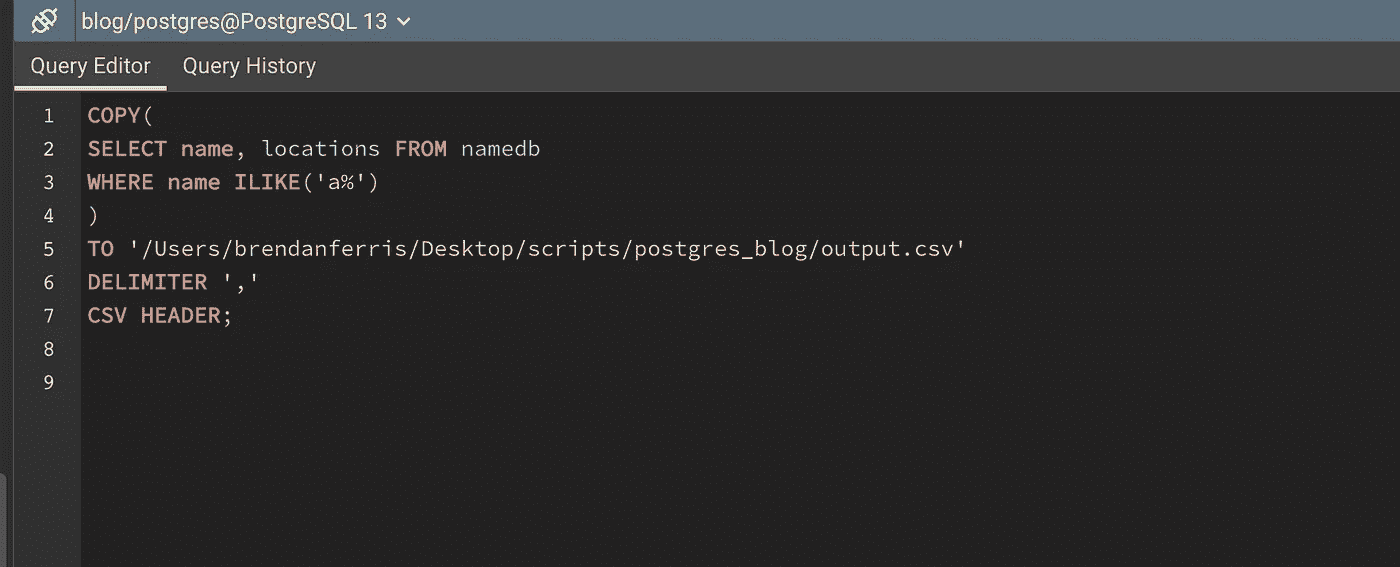 blog/postgres@PostgreSQL 13
Query Editor Query History
1 COPY(
2 SELECT name, locations FROM namedb
3 WHERE name ILIKE('a%')
4 )
5 TO '/Users/brendanferris/Desktop/scripts/postgres_blog/output.csv'
6 DELIMITER ','
7 CSV HEADER;
8
9